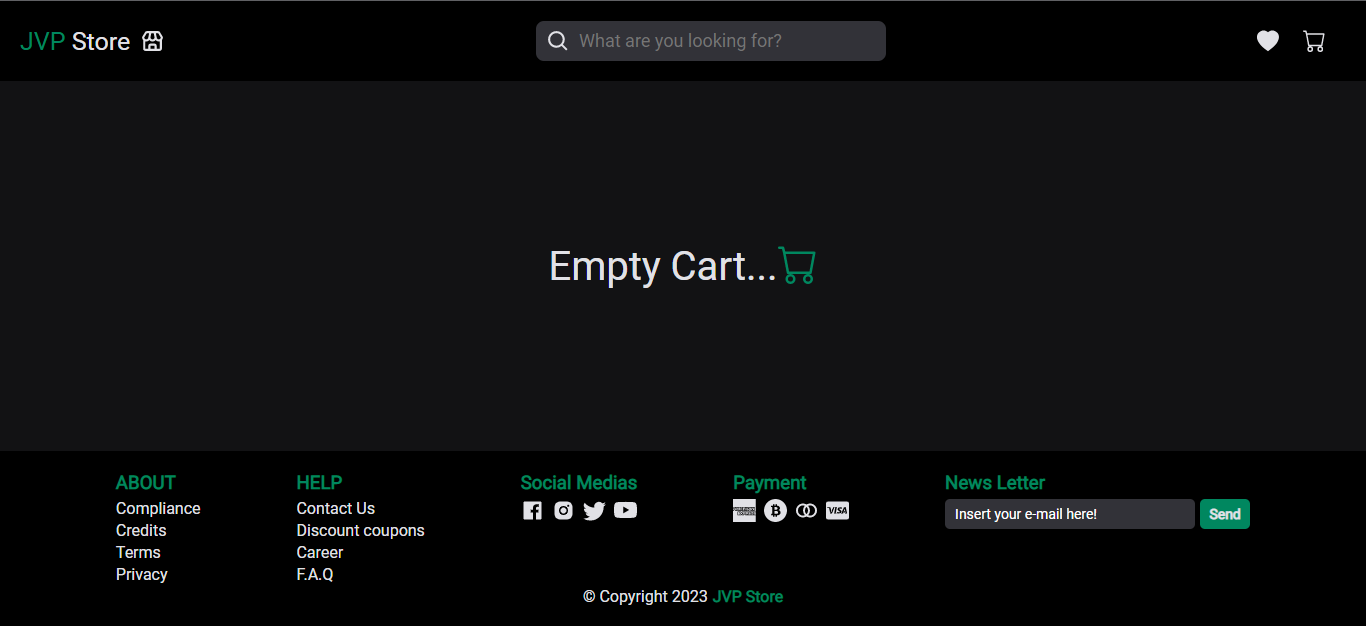 JVP Store
What are you looking for?
Empty Cart...
ABOUT
Compliance
Credits
Terms
Privacy
HELP
Contact Us
Discount coupons
Career
F.A.Q
Social Medias
Payment
VISA
News Letter
Insert your e-mail here!
Send
© Copyright 2023 JVP Store